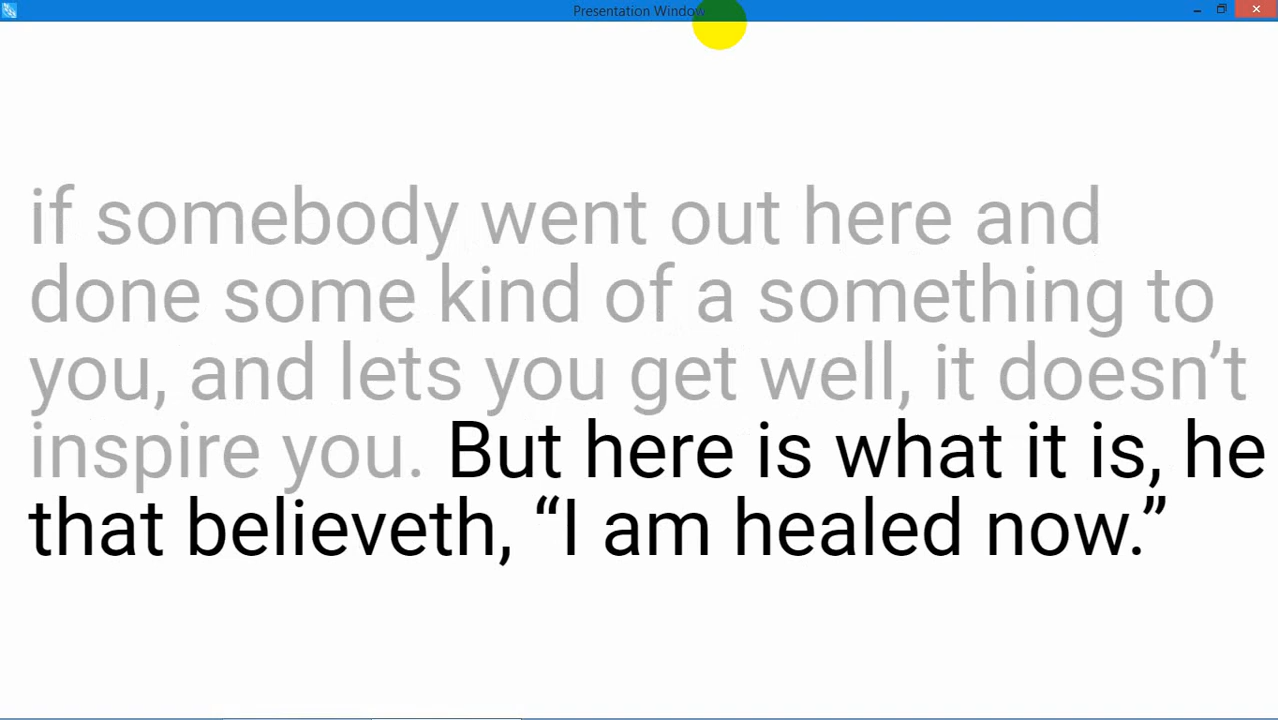 Presentation Window
if somebody went out here and
done some kind of a something to
you, and lets you get well, it doesn’t
inspire you. But here is what it is, he
that believeth, “I am healed now.”